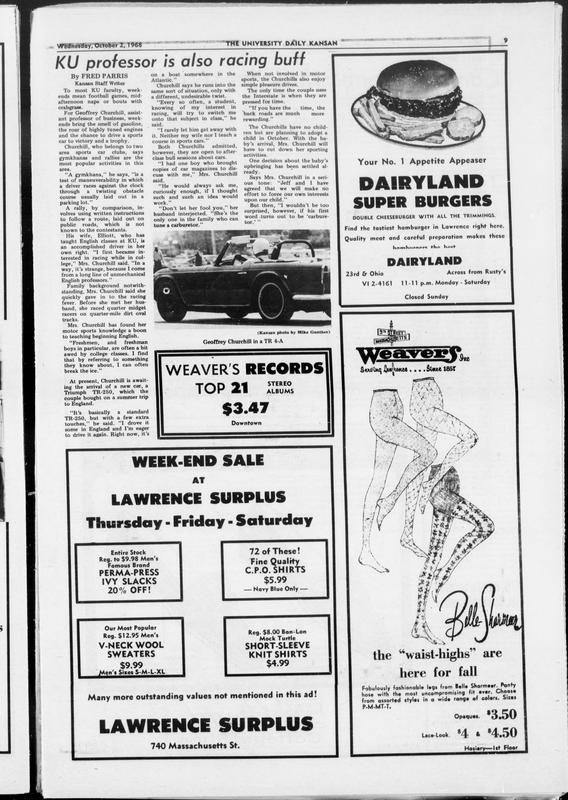 Wednesday, October 2, 1968
THE UNIVERSITY DAILY KANSAN
9
KU professor is also racing buff
By FRED PARRIS
Kansan Staff Writer
To most KU faculty, week-
ends mean football games, mid-
afternoon naps or bouts with
crabgrass.
For Geoffrey Churchill, assist-
ant professor of business, week-
ends bring the smell of gasoline,
the roar of highly tuned engines
and the chance to drive a sports
car to victory and a trophy.
Churchill, who belongs to two
area sports car clubs, says
gymkhanas and rallies are the
most popular activities in this
area.
"A gymkhana," he says, "is a
test of maneuverability in which
a driver races against the clock
through a twisting obstacle
course usually laid out in a
parking lot."
A rally, by comparison, in-
volves using written instructions
to follow a route, laid out on
public roads, which is not
known to the contestants.
His wife, Elliott, who has
taught English classes at KU, is
an accomplished driver in her
own right. "I first became in-
terested in racing while in col-
lege," Mrs. Churchill said. "In a
way, it's strange, because I come
from a long line of unmechanical
English professors."
Family background notwith-
standing, Mrs. Churchill said she
quickly gave in to the racing
fever. Before she met her hus-
band, she raced quarter midget
racers on quarter-mile dirt oval
tracks.
Mrs. Churchill has found her
motor sports knowledge a boon
to teaching beginning English.
"Freshmen, and freshman
boys in particular, are often a bit
awed by college classes. I find
that by referring to something
they know about, I can often
break the ice."
At present, Churchill is await-
ing the arrival of a new car, a
Triumph TR-250, which the
couple bought on a summer trip
to England.
"It's basically a standard
TR-250, but with a few extra
touches," he said. "I drove it
some in England and I'm eager
to drive it again. Right now, it's
on a boat somewhere in the
Atlantic."
Churchill says he runs into the
same sort of situation, only with
a different, undesirable twist.
"Every so often, a student,
knowing of my interest in
racing, will try to switch me
onto that subject in class," he
said.
"I rarely let him get away with
it. Neither my wife nor I teach a
course in sports cars."
Both Churchills admitted,
however, they are open to after-
class bull sessions about cars.
"I had one boy who brought
copies of car magazines to dis-
cuss with me," Mrs. Churchill
said.
"He would always ask me,
curiously enough, if I thought
such and such an idea would
work."
"Don't let her fool you," her
husband interjected. "She's the
only one in the family who can
tune a carburetor."
When not involved in motor
sports, the Churchills also enjoy
simple pleasure drives.
The only time the couple uses
the Interstate is when they are
pressed for time.
"If you have the time, the
back roads are much more
rewarding."
The Churchills have no child-
ren but are planning to adopt a
child in October. With the ba-
by's arrival, Mrs. Churchill will
have to cut down her sporting
activities.
One decision about the baby's
upbringing has been settled al-
ready.
Says Mrs. Churchill in a seri-
ous tone: "Jeff and I have
agreed that we will make no
effort to force our own interests
upon our child."
But then, "I wouldn't be too
surprised, however, if his first
word turns out to be 'carbure-
tor.' "
(Kansan photo by Mike Gunther)
Geoffrey Churchill in a TR 4-A
WEAVER'S RECORDS
TOP 21 STEREO ALBUMS
$3.47
Downtown
WEEK-END SALE
AT
LAWRENCE SURPLUS
Thursday - Friday - Saturday
Entire Stock
Reg. to $9.98 Men's
Famous Brand
PERMA-PRESS
IVY SLACKS
20% OFF!
72 of These!
Fine Quality
C.P.O. SHIRTS
$5.99
— Navy Blue Only —
Our Most Popular
Reg. $12.95 Men's
V-NECK WOOL
SWEATERS
$9.99
Men's Sizes S-M-L-XL
Reg. $8.00 Ban-Lon
Mock Turtle
SHORT-SLEEVE
KNIT SHIRTS
$4.99
Many more outstanding values not mentioned in this ad!
LAWRENCE SURPLUS
740 Massachusetts St.
Your No. 1 Appetite Appeaser
DAIRYLAND
SUPER BURGERS
DOUBLE CHEESEBURGER WITH ALL THE TRIMMINGS.
Find the tastiest hamburger in Lawrence right here.
Quality meat and careful preparation makes these
hamburgers the best
DAIRYLAND
23rd & Ohio Across from Rusty's
VI 2-4161 11-11 p.m. Monday - Saturday
Closed Sunday
Weavers Inc
Serving Lawrence.... Since 1857
Belle-Sharmeer
the "waist-highs" are
here for fall
Fabulously fashionable legs from Belle Sharmeer. Panty
hose with the most uncompromising fit ever. Choose
from assorted styles in a wide range of colors. Sizes
P-M-MT-T.
Opaques. $3.50
Lace-Look. $4 & $4.50
Hosiery—1st Floor